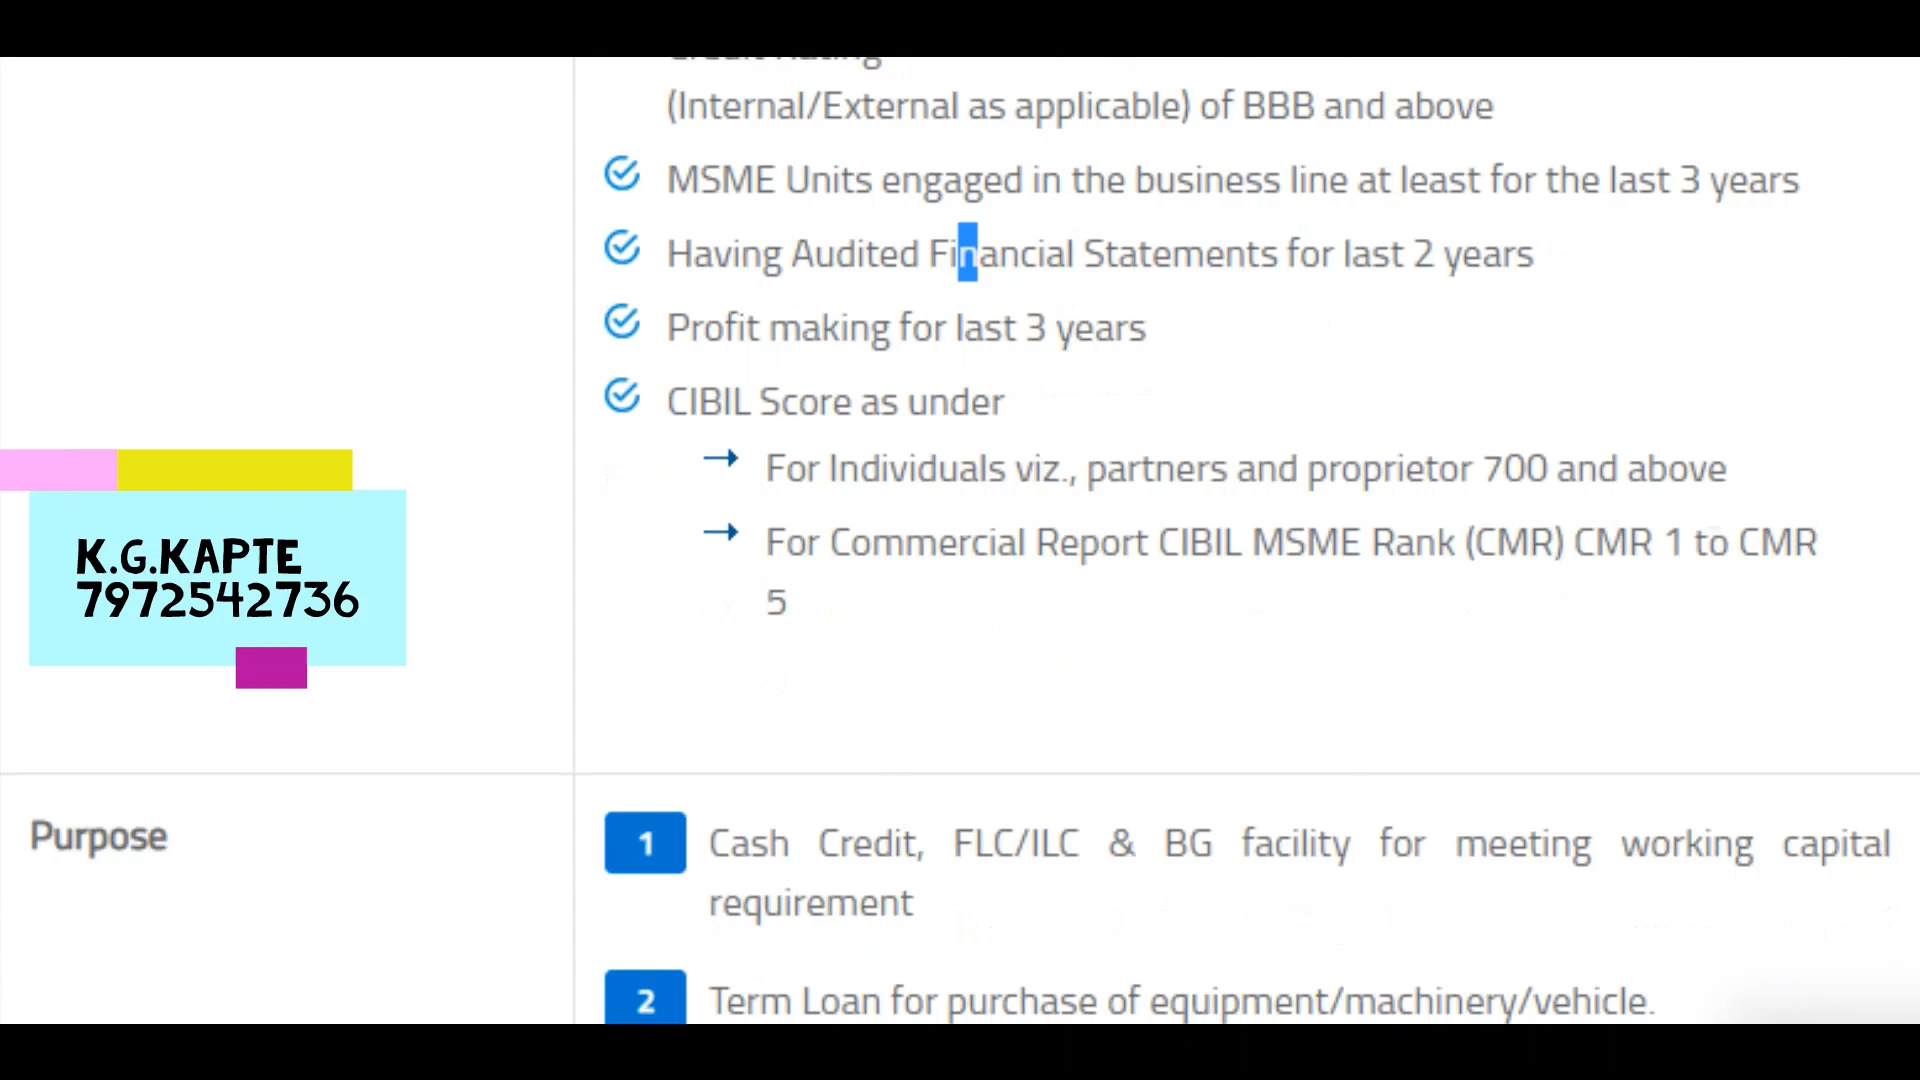 Credit Rating
(Internal/External as applicable) of BBB and above
MSME Units engaged in the business line at least for the last 3 years
Having Audited Financial Statements for last 2 years
Profit making for last 3 years
CIBIL Score as under
For Individuals viz., partners and proprietor 700 and above
For Commercial Report CIBIL MSME Rank (CMR) CMR 1 to CMR
5
K.G.KAPTE
7972542736
Purpose
1 Cash Credit, FLC/ILC & BG facility for meeting working capital
requirement
2 Term Loan for purchase of equipment/machinery/vehicle.